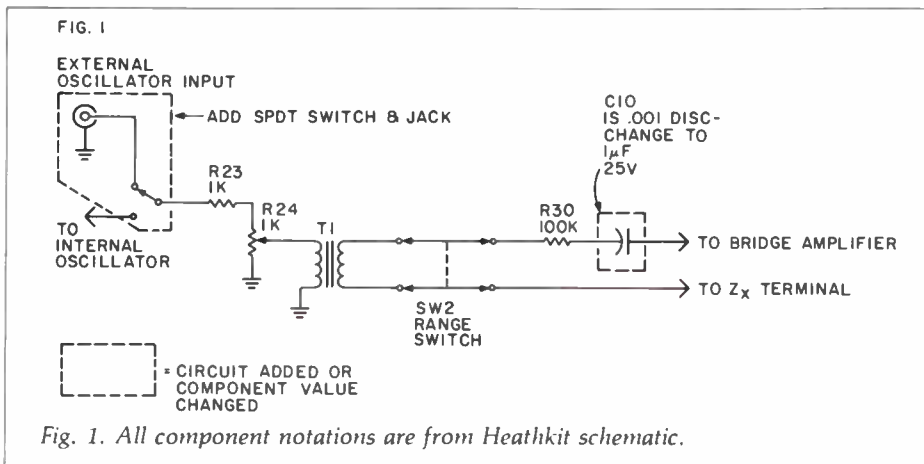 FIG. 1
EXTERNAL
OSCILLATOR INPUT
ADD SPDT SWITCH & JACK
TO
INTERNAL
OSCILLATOR
R23
1K
R24
1K
T1
SW2
RANGE
SWITCH
C10
IS .001 DISC-
CHANGE TO
1μF
25V
R30
100K
TO BRIDGE AMPLIFIER
TO ZX TERMINAL
= CIRCUIT ADDED OR
COMPONENT VALUE
CHANGED
Fig. 1. All component notations are from Heathkit schematic.